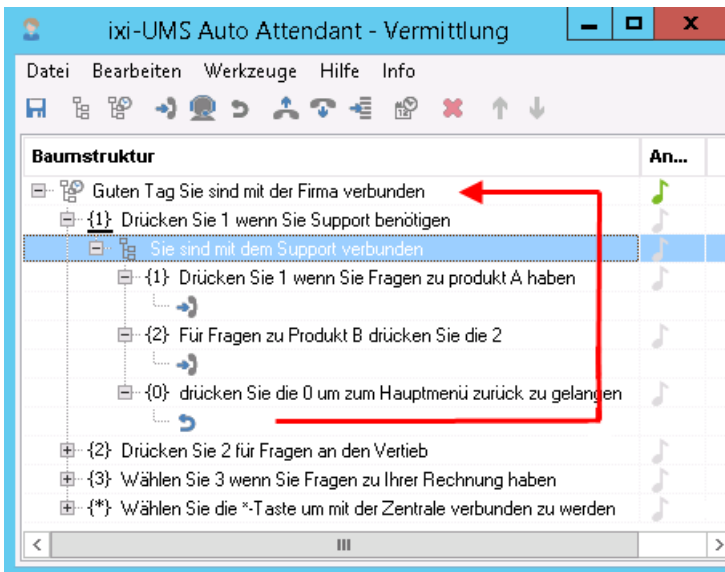 ixi-UMS Auto Attendant - Vermittlung
Datei Bearbeiten Werkzeuge Hilfe Info
Baumstruktur An...
Guten Tag Sie sind mit der Firma verbunden
{1} Drücken Sie 1 wenn Sie Support benötigen
Sie sind mit dem Support verbunden
{1} Drücken Sie 1 wenn Sie Fragen zu produkt A haben
{2} Für Fragen zu Produkt B drücken Sie die 2
{0} drücken Sie die 0 um zum Hauptmenü zurück zu gelangen
{2} Drücken Sie 2 für Fragen an den Vertieb
{3} Wählen Sie 3 wenn Sie Fragen zu Ihrer Rechnung haben
{*} Wählen Sie die *-Taste um mit der Zentrale verbunden zu werden